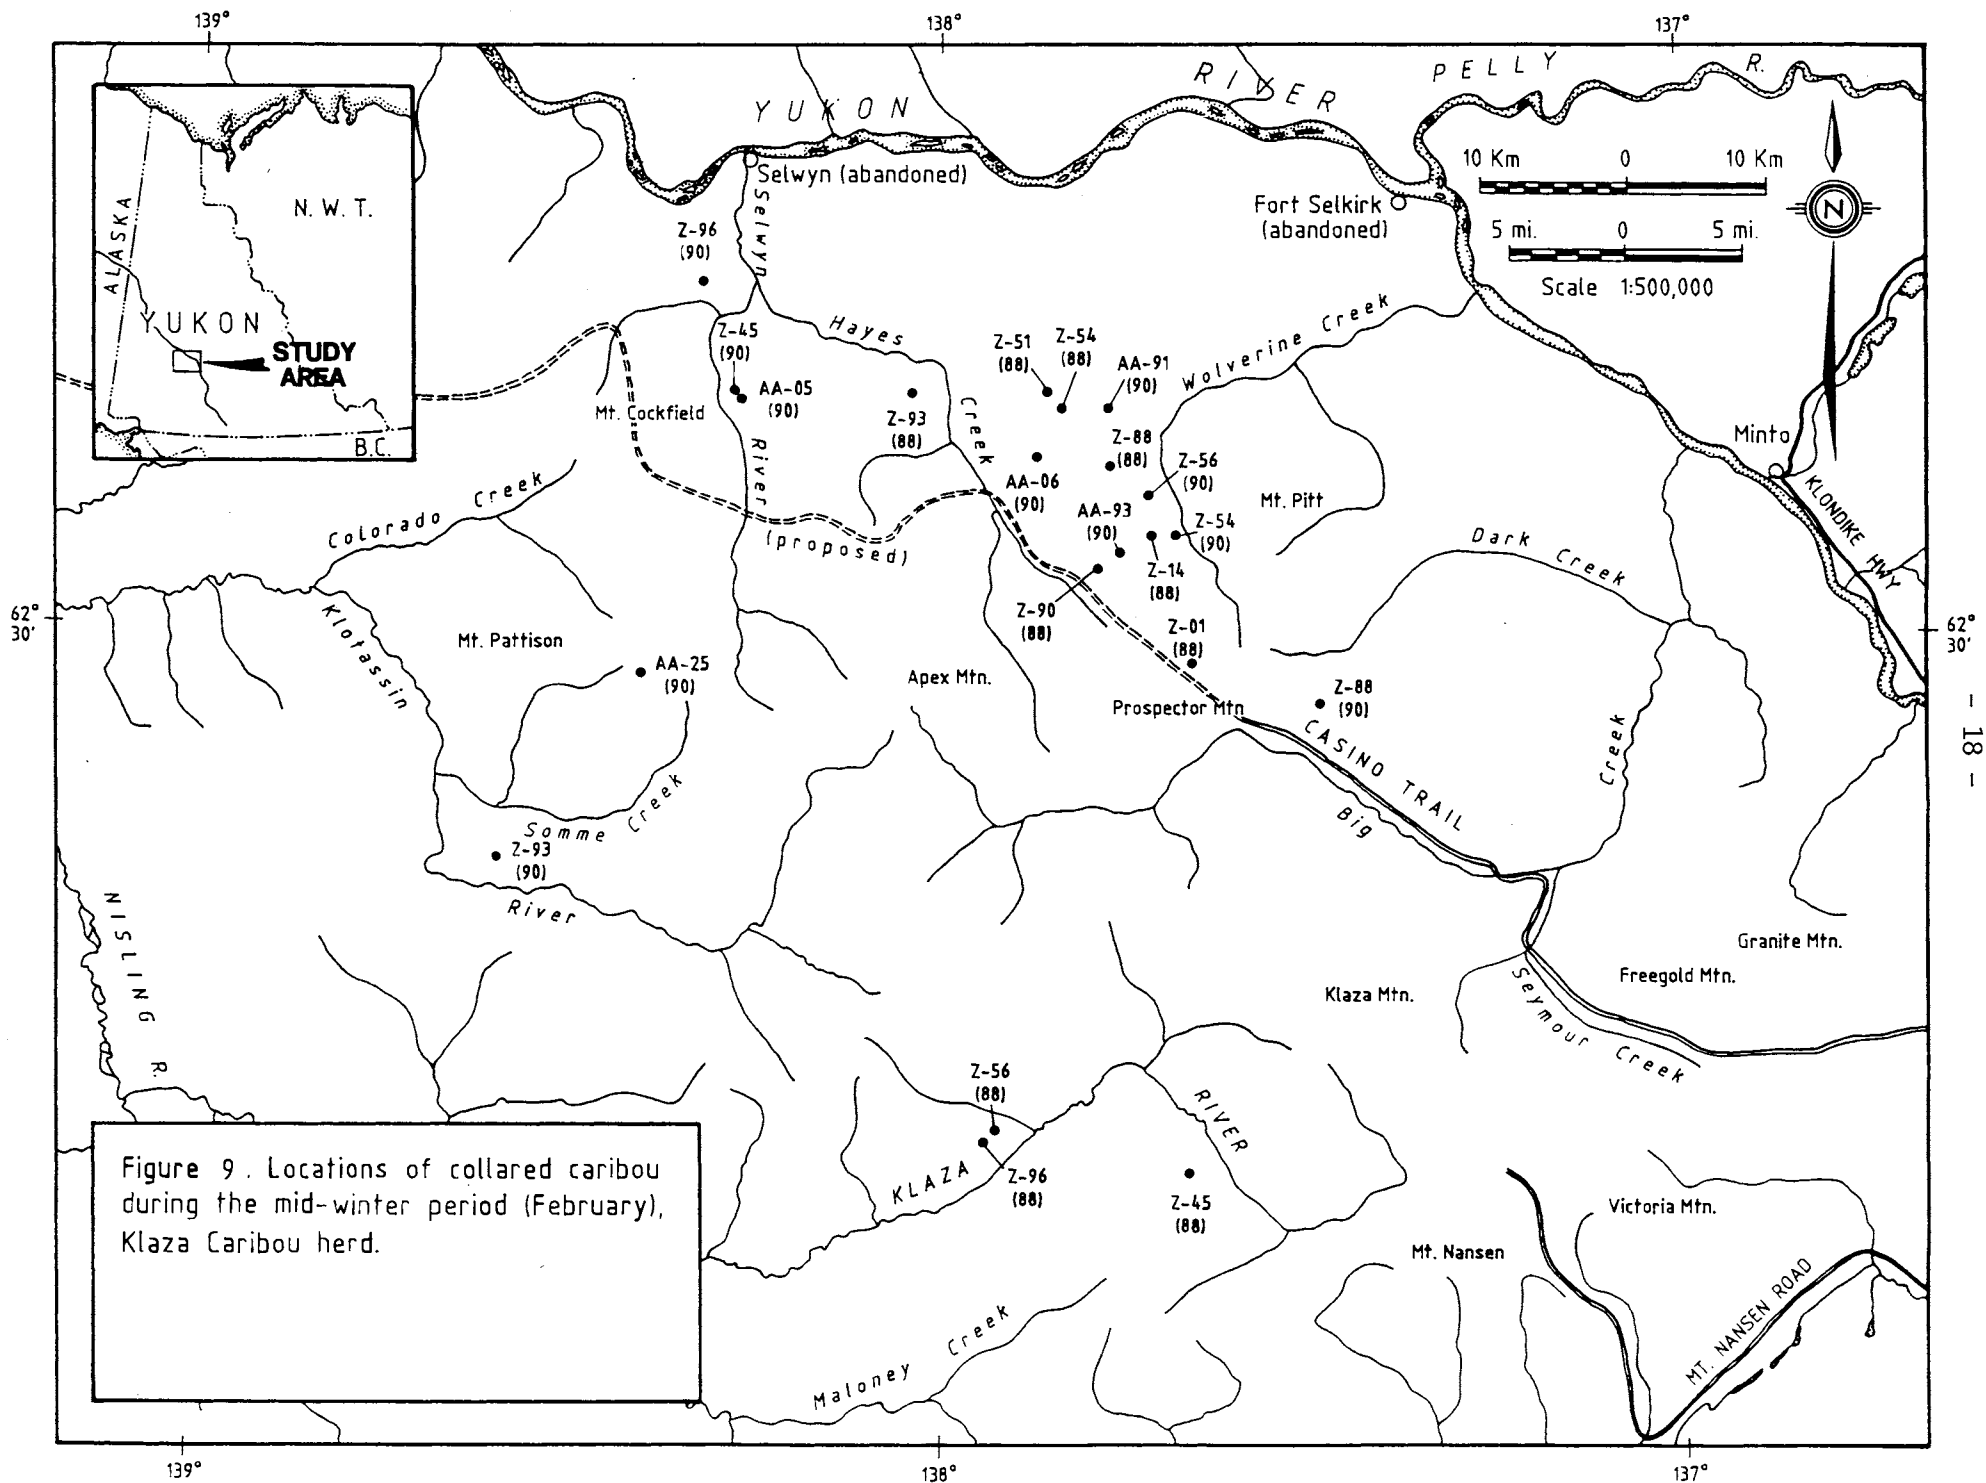 139°
138°
137°
YUKON
RIVER
PELLY
R.
10 Km 0 10 Km
5 mi. 0 5 mi.
Scale 1:500,000
N
N.W.T.
ALASKA
YUKON
STUDY
AREA
B.C.
Selwyn (abandoned)
Fort Selkirk
(abandoned)
Selwyn
River
Z-96
(90)
Z-45
(90)
AA-05
(90)
Mt. Cockfield
Hayes
Creek
Z-93
(88)
Z-51
(88)
Z-54
(88)
AA-91
(90)
Wolverine Creek
Z-88
(88)
AA-06
(90)
Z-56
(90)
AA-93
(90)
Z-54
(90)
Z-14
(88)
Z-90
(88)
Z-01
(88)
Mt. Pitt
Minto
KLONDIKE HWY
Dark Creek
Creek
Colorado Creek
(proposed)
62°
30'
62°
30'
Klotassin
River
Mt. Pattison
AA-25
(90)
Apex Mtn.
Prospector Mtn
Z-88
(90)
CASINO TRAIL
Big
Somme Creek
Z-93
(90)
NISLING R.
Granite Mtn.
Freegold Mtn.
Klaza Mtn.
Seymour Creek
Z-56
(88)
Z-96
(88)
KLAZA
RIVER
Z-45
(88)
Victoria Mtn.
Mt. Nansen
MT. NANSEN ROAD
Maloney Creek
Figure 9. Locations of collared caribou
during the mid-winter period (February),
Klaza Caribou herd.
139°
138°
137°
- 18 -